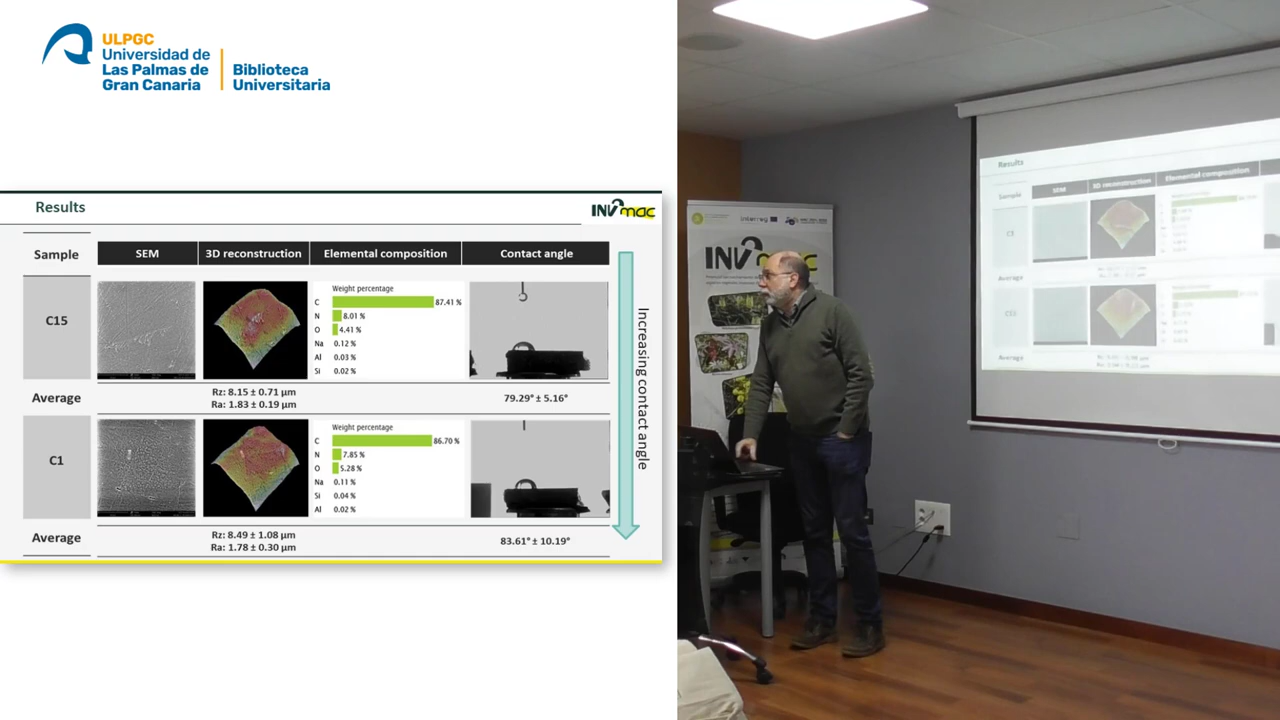 ULPGC
Universidad de
Las Palmas de
Gran Canaria
Biblioteca
Universitaria
Results
INVmac
Sample
SEM
3D reconstruction
Elemental composition
Contact angle
C15
Weight percentage
C 87.41 %
N 8.01 %
O 4.41 %
Na 0.12 %
Al 0.03 %
Si 0.02 %
Average
Rz: 8.15 ± 0.71 µm
Ra: 1.83 ± 0.19 µm
79.29° ± 5.16°
C1
Weight percentage
C 86.70 %
N 7.85 %
O 5.28 %
Na 0.11 %
Si 0.04 %
Al 0.02 %
Average
Rz: 8.49 ± 1.08 µm
Ra: 1.78 ± 0.30 µm
83.61° ± 10.19°
Increasing contact angle
Interreg
INVmac
Results
Sample
SEM
3D reconstruction
Elemental composition
Average
Average